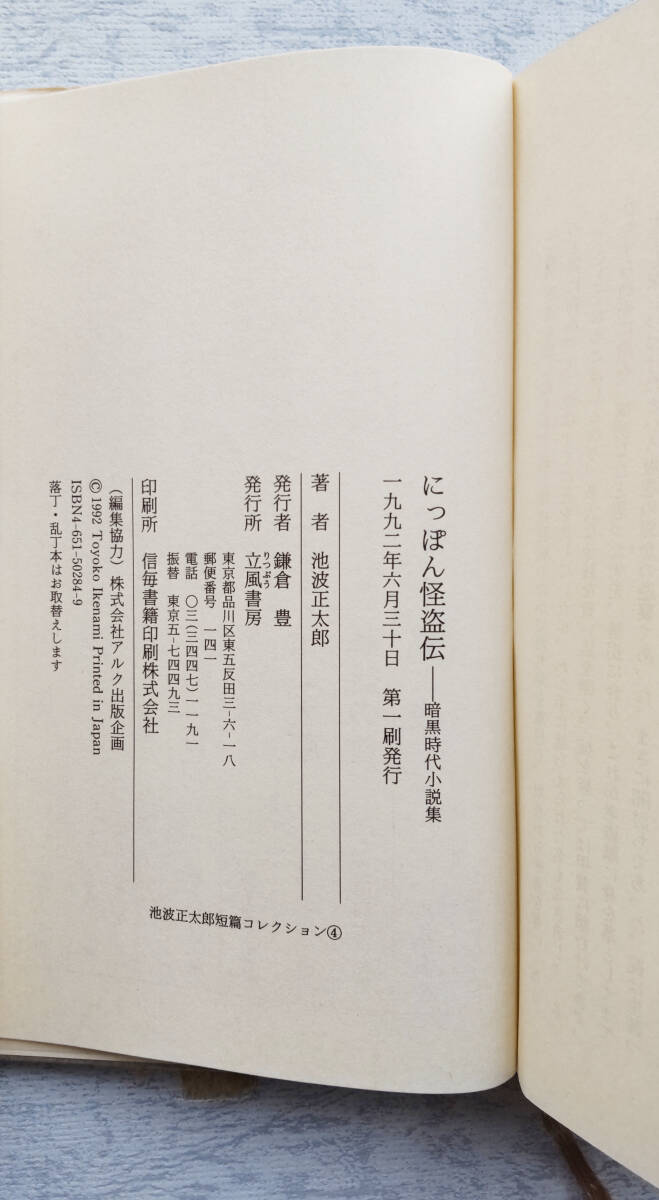 にっぽん怪盗伝――暗黒時代小説集
一九九二年六月三十日　第一刷発行
著　者　池波正太郎
発行者　鎌倉　豊
りっぷう
発行所　立風書房
東京都品川区東五反田三-六-一八
郵便番号　一四一
電話　〇三(三四四七)一一九一
振替　東京五-七四四九三
印刷所　信毎書籍印刷株式会社
（編集協力）株式会社アルク出版企画
©1992 Toyoko Ikenami Printed in Japan
ISBN4-651-50284-9
落丁・乱丁本はお取替えします
池波正太郎短篇コレクション④